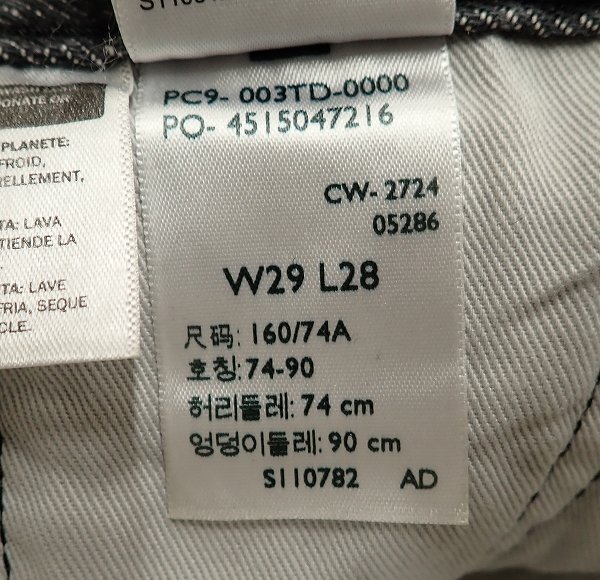 PC9- 003TD-0000
PO- 4515047216
CW- 2724
05286
W29 L28
尺码: 160/74A
호칭: 74-90
허리둘레: 74 cm
엉덩이둘레: 90 cm
S110782 AD
PLANETE:
FROID,
TA: LAVA
TIENDE LA
TA: LAVE
FRIA, SEQUE